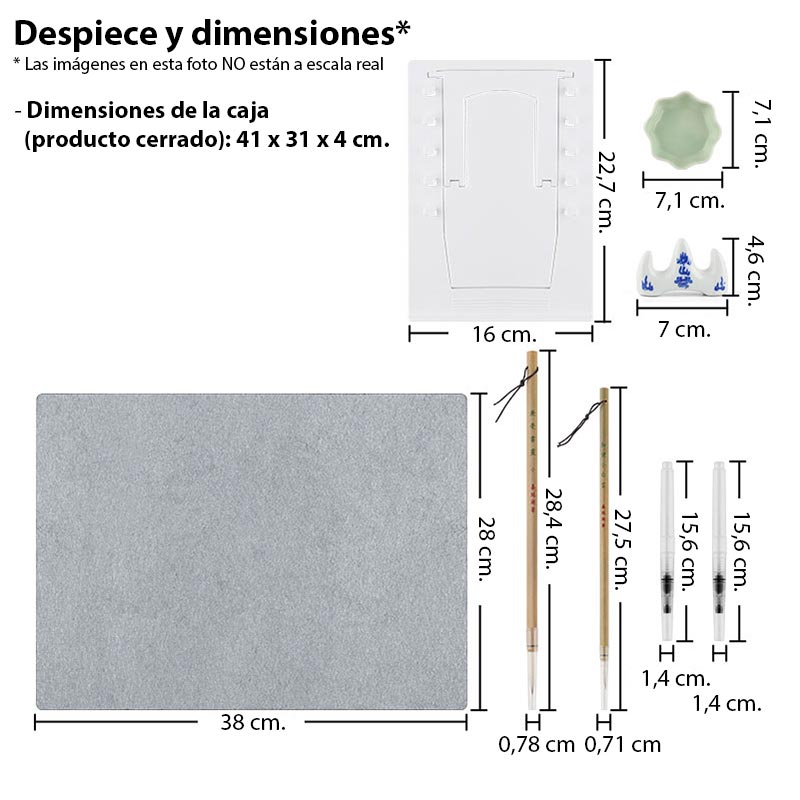 Despiece y dimensiones*
* Las imágenes en esta foto NO están a escala real
- Dimensiones de la caja
(producto cerrado): 41 x 31 x 4 cm.
22,7 cm.
16 cm.
7,1 cm.
7,1 cm.
4,6 cm.
7 cm.
28 cm.
38 cm.
28,4 cm.
0,78 cm
27,5 cm.
0,71 cm
15,6 cm.
1,4 cm.
15,6 cm.
1,4 cm.